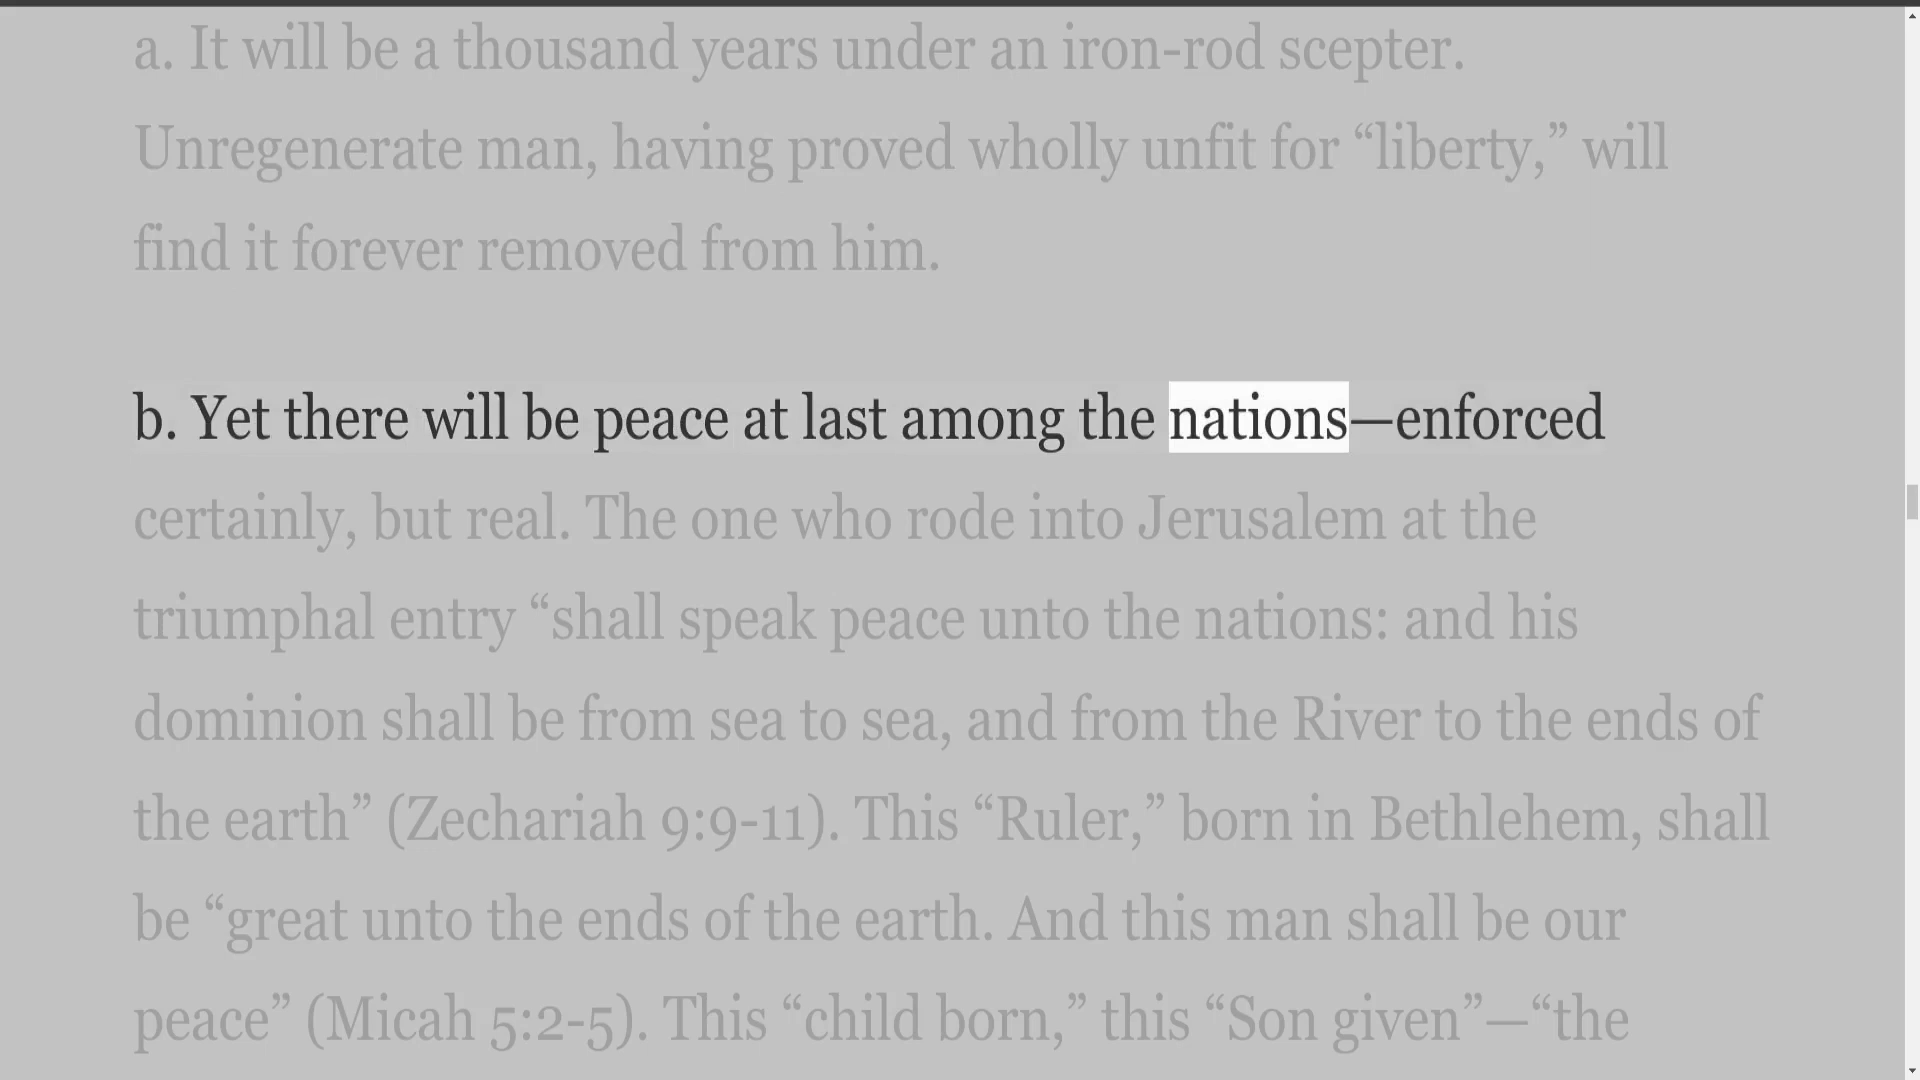 a. It will be a thousand years under an iron-rod scepter.
Unregenerate man, having proved wholly unfit for “liberty,” will
find it forever removed from him.
b. Yet there will be peace at last among the nations—enforced
certainly, but real. The one who rode into Jerusalem at the
triumphal entry “shall speak peace unto the nations: and his
dominion shall be from sea to sea, and from the River to the ends of
the earth” (Zechariah 9:9-11). This “Ruler,” born in Bethlehem, shall
be “great unto the ends of the earth. And this man shall be our
peace” (Micah 5:2-5). This “child born,” this “Son given”—“the